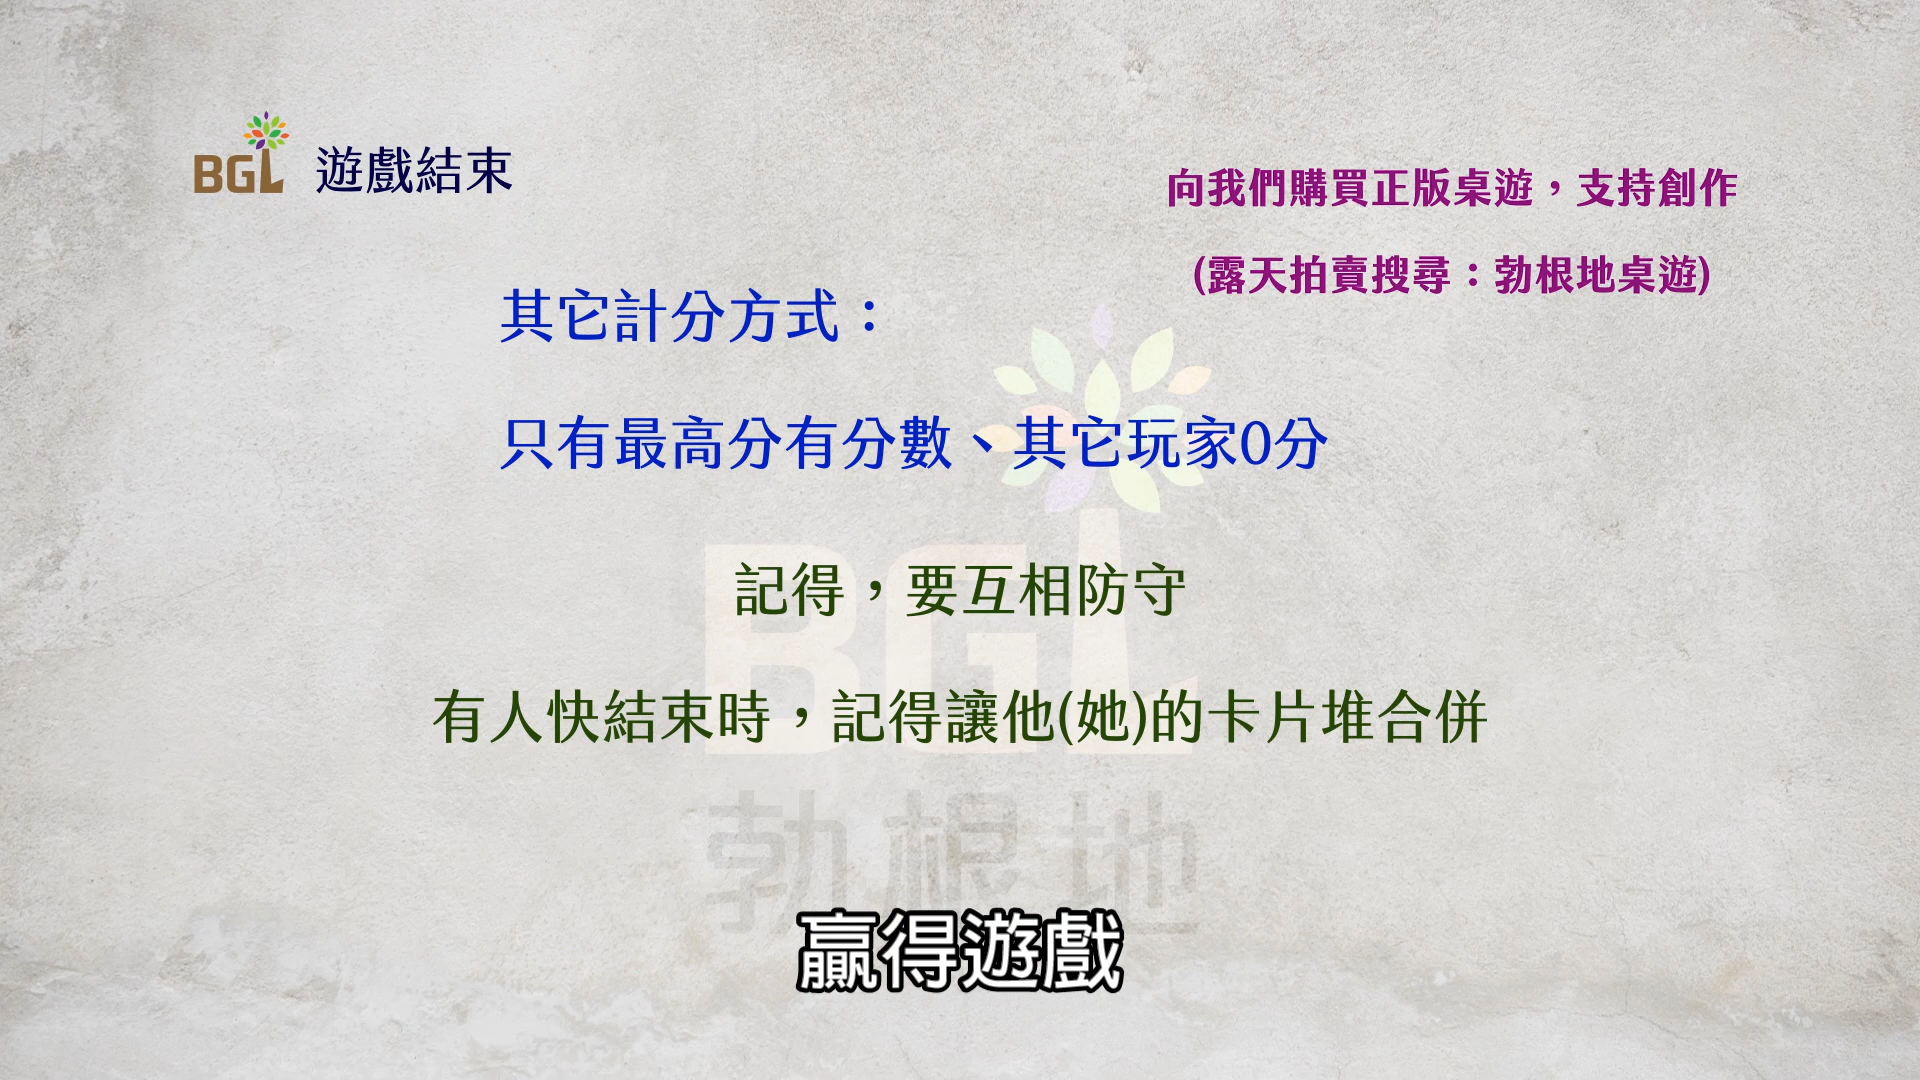 BGL 遊戲結束
向我們購買正版桌遊，支持創作
(露天拍賣搜尋：勃根地桌遊)
其它計分方式：
只有最高分有分數、其它玩家0分
記得，要互相防守
有人快結束時，記得讓他(她)的卡片堆合併
BGL
勃根地
贏得遊戲